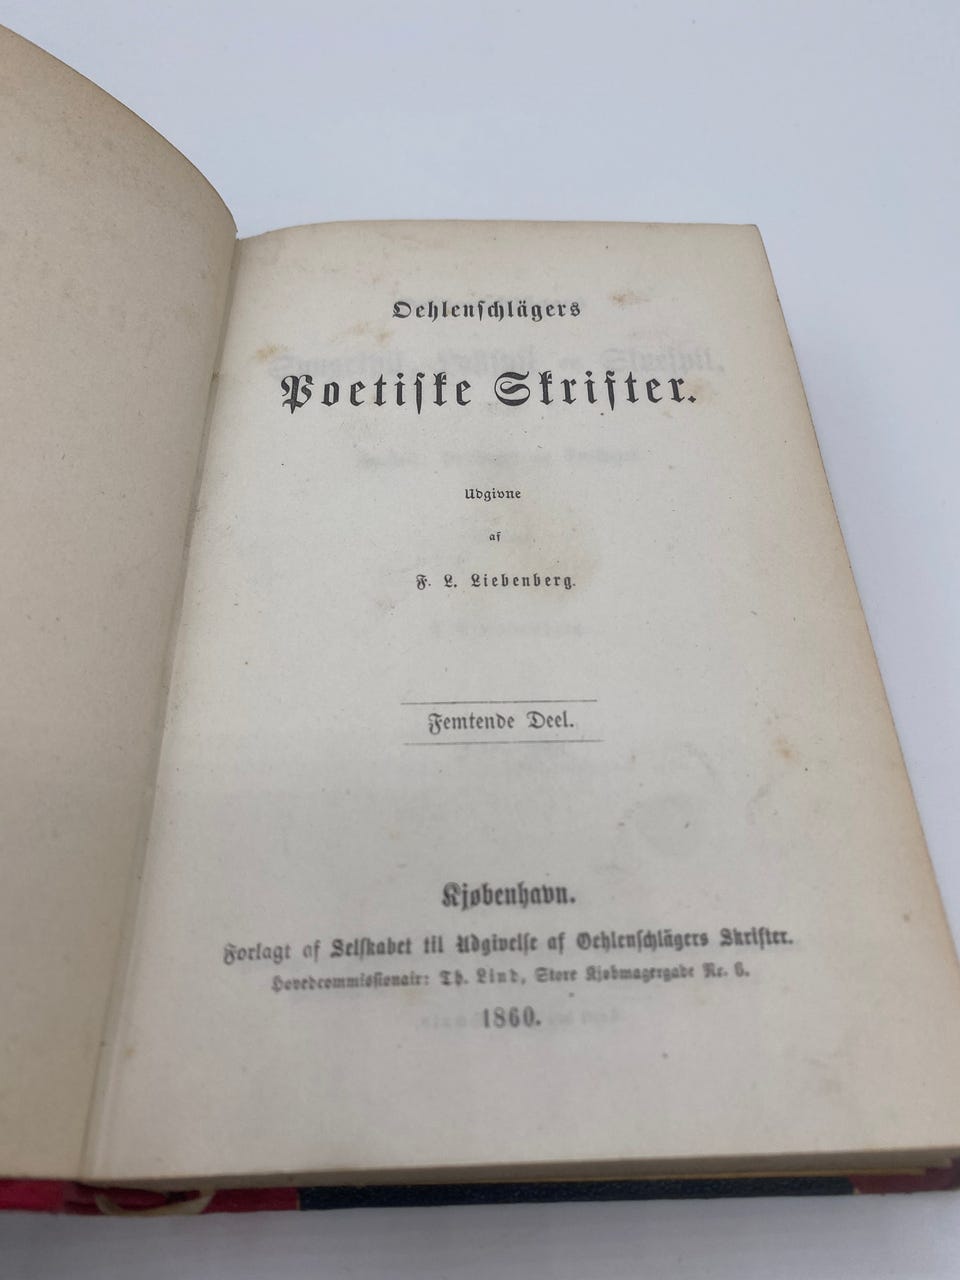 Oehlenschlägers
Poetiske Skrifter.
Udgivne
af
F. L. Liebenberg.
Femtende Deel.
Kjøbenhavn.
Forlagt af Selskabet til Udgivelse af Oehlenschlägers Skrifter.
Hovedcommissionair: Th. Lind, Store Kjøbmagergade Nr. 6.
1860.